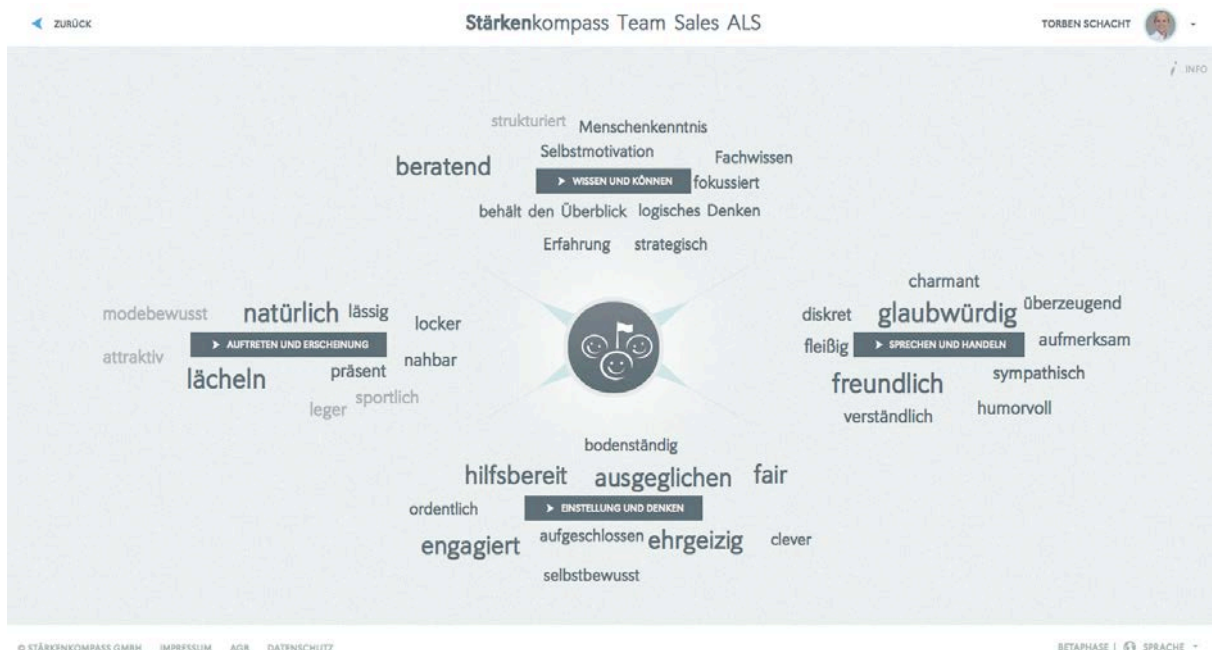 ZURÜCK
Stärkenkompass Team Sales ALS
TORBEN SCHACHT
i INFO
strukturiert
Menschenkenntnis
Selbstmotivation
Fachwissen
beratend
WISSEN UND KÖNNEN
fokussiert
behält den Überblick
logisches Denken
Erfahrung
strategisch
modebewusst
natürlich
lässig
locker
AUFTRETEN UND ERSCHEINUNG
attraktiv
nahbar
präsent
lächeln
sportlich
leger
charmant
diskret
glaubwürdig
überzeugend
fleißig
SPRECHEN UND HANDELN
aufmerksam
sympathisch
freundlich
humorvoll
verständlich
bodenständig
hilfsbereit
ausgeglichen
fair
ordentlich
EINSTELLUNG UND DENKEN
engagiert
aufgeschlossen
ehrgeizig
clever
selbstbewusst
© STÄRKENKOMPASS GMBH IMPRESSUM AGB DATENSCHUTZ
BETAPHASE | SPRACHE